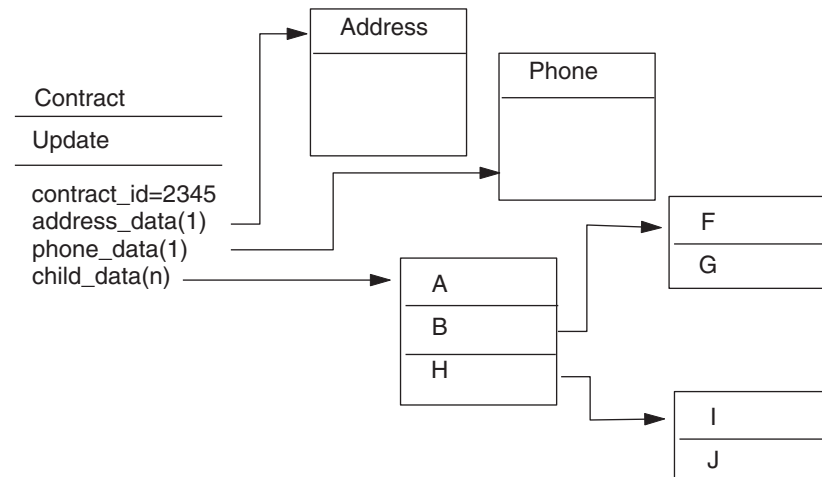 Address
Phone
Contract
Update
contract_id=2345
address_data(1)
phone_data(1)
child_data(n)
A
B
H
F
G
I
J